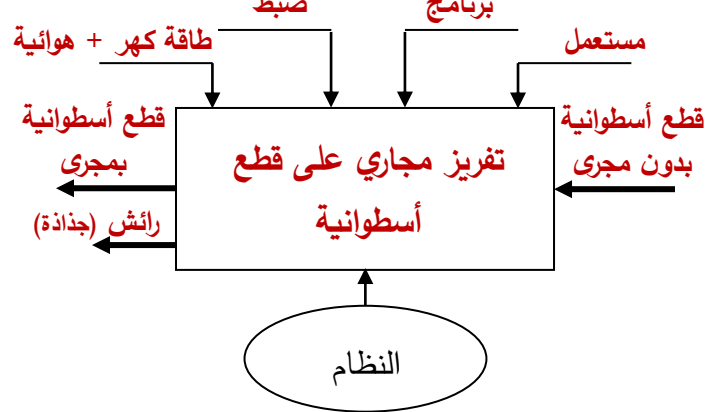 ضبط
برنامج
طاقة كهر + هوائية
مستعمل
قطع أسطوانية
بدون مجرى
تفريز مجاري على قطع
أسطوانية
قطع أسطوانية
بمجرى
رائش (جذاذة)
النظام